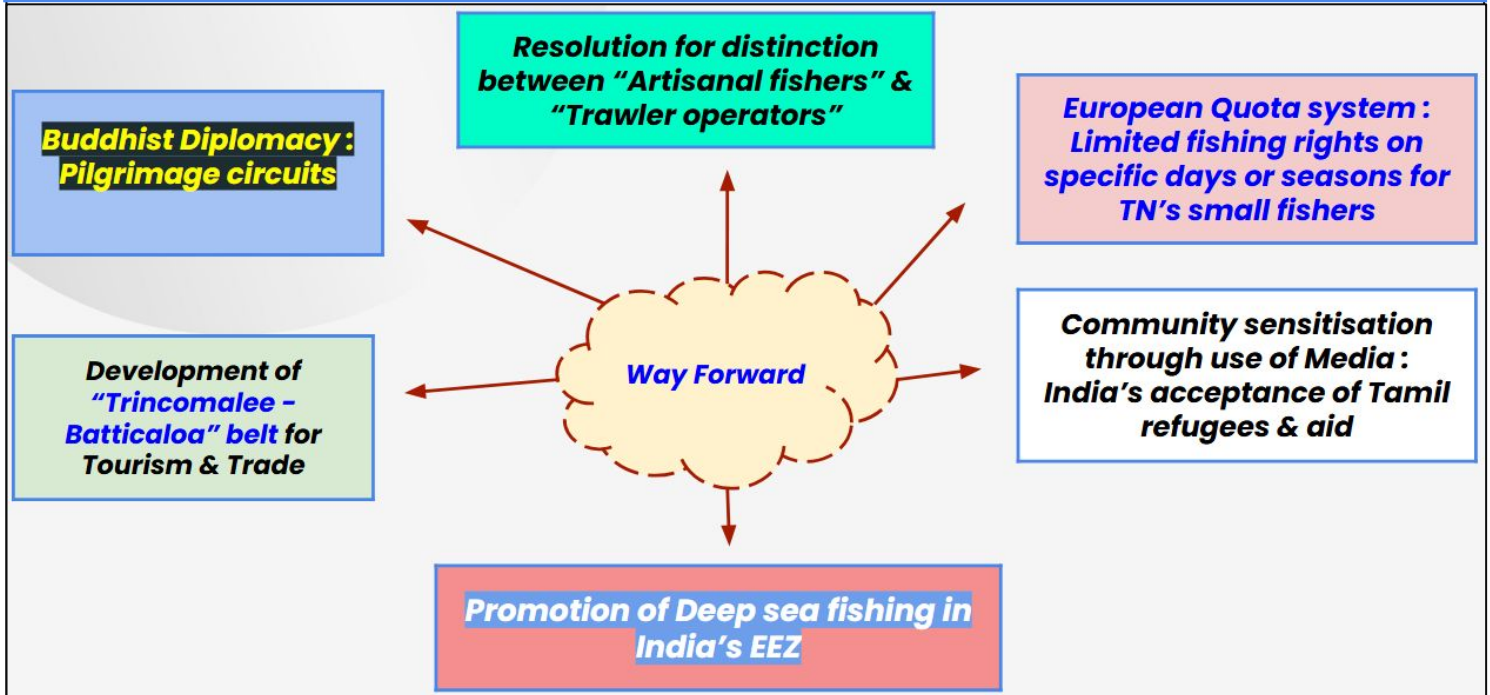 Resolution for distinction
between “Artisanal fishers” &
“Trawler operators”
Buddhist Diplomacy :
Pilgrimage circuits
European Quota system :
Limited fishing rights on
specific days or seasons for
TN’s small fishers
Way Forward
Development of
“Trincomalee -
Batticaloa” belt for
Tourism & Trade
Community sensitisation
through use of Media :
India’s acceptance of Tamil
refugees & aid
Promotion of Deep sea fishing in
India’s EEZ